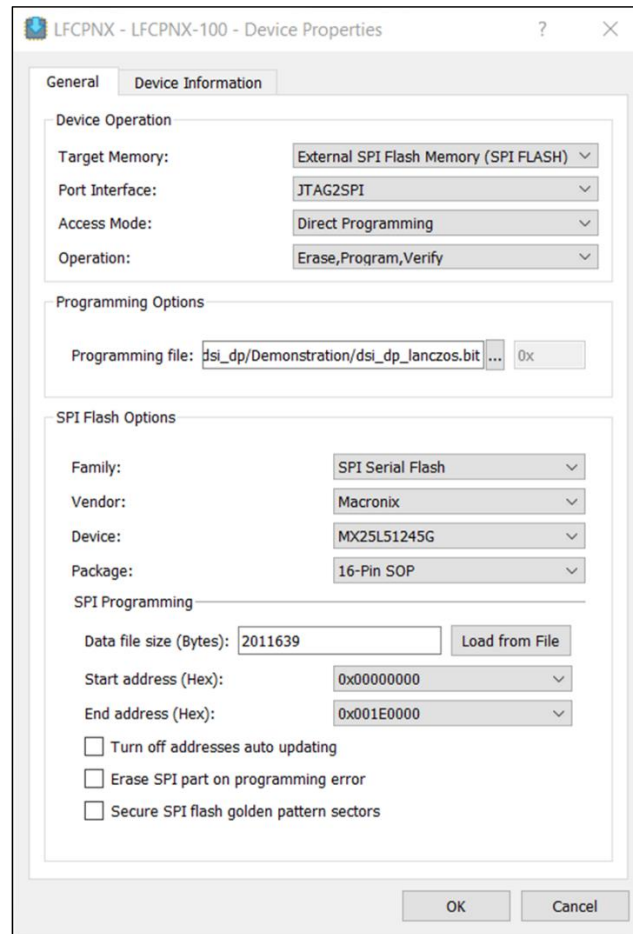 LFCPNX - LFCPNX-100 - Device Properties ? ×
General Device Information
Device Operation
Target Memory: External SPI Flash Memory (SPI FLASH)
Port Interface: JTAG2SPI
Access Mode: Direct Programming
Operation: Erase,Program,Verify
Programming Options
Programming file: dsi_dp/Demonstration/dsi_dp_lanczos.bit ... 0x
SPI Flash Options
Family: SPI Serial Flash
Vendor: Macronix
Device: MX25L51245G
Package: 16-Pin SOP
SPI Programming
Data file size (Bytes): 2011639 Load from File
Start address (Hex): 0x00000000
End address (Hex): 0x001E0000
Turn off addresses auto updating
Erase SPI part on programming error
Secure SPI flash golden pattern sectors
OK Cancel